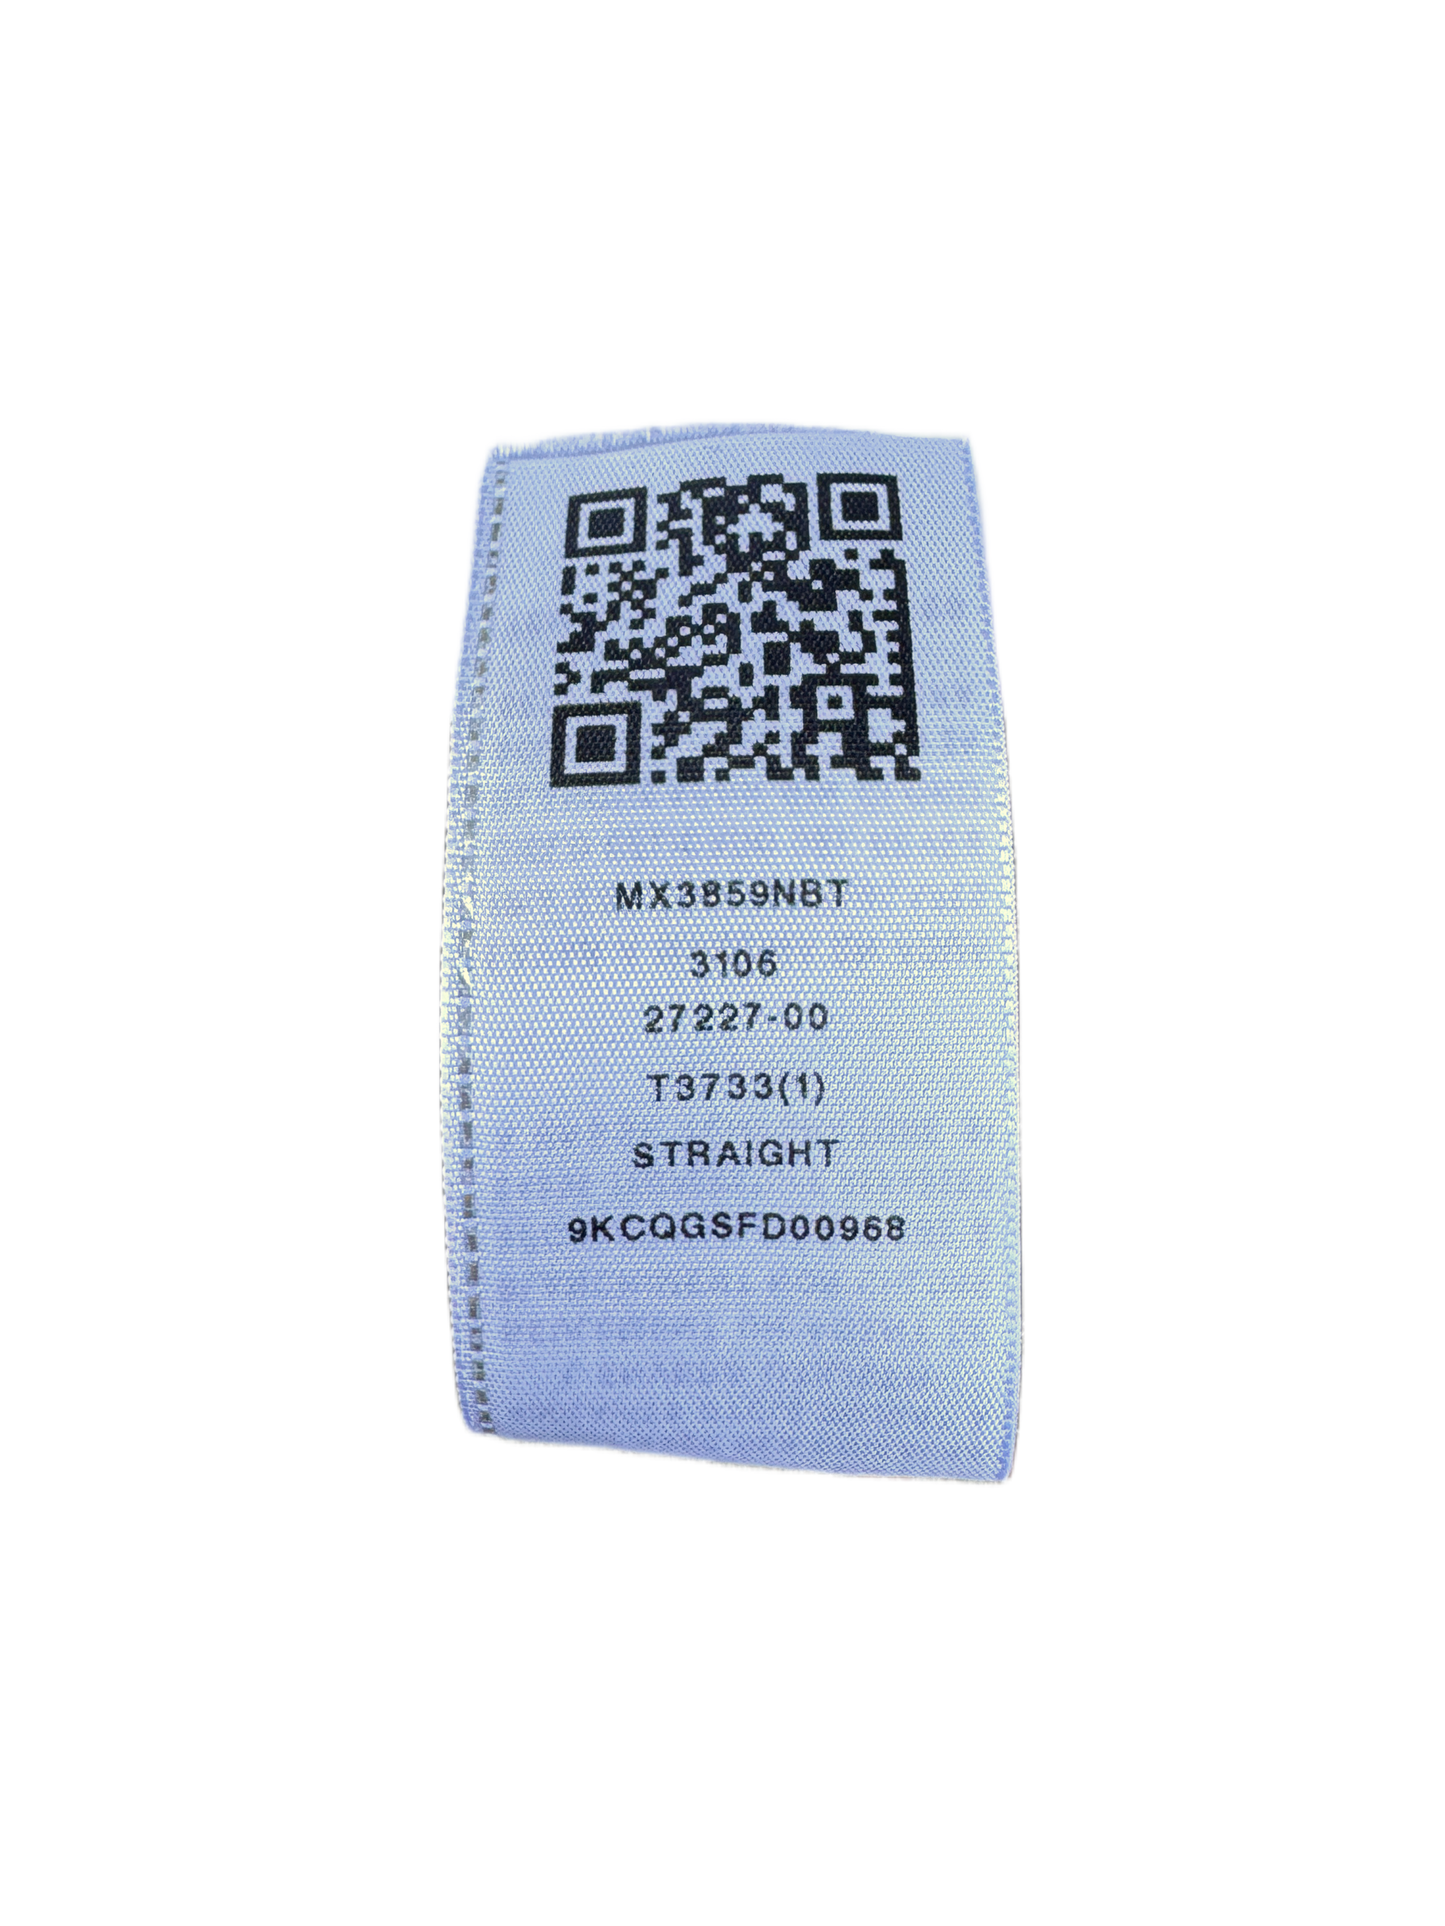 MX3859NBT
3106
27227-00
T3733(1)
STRAIGHT
9KCQGSFD00968